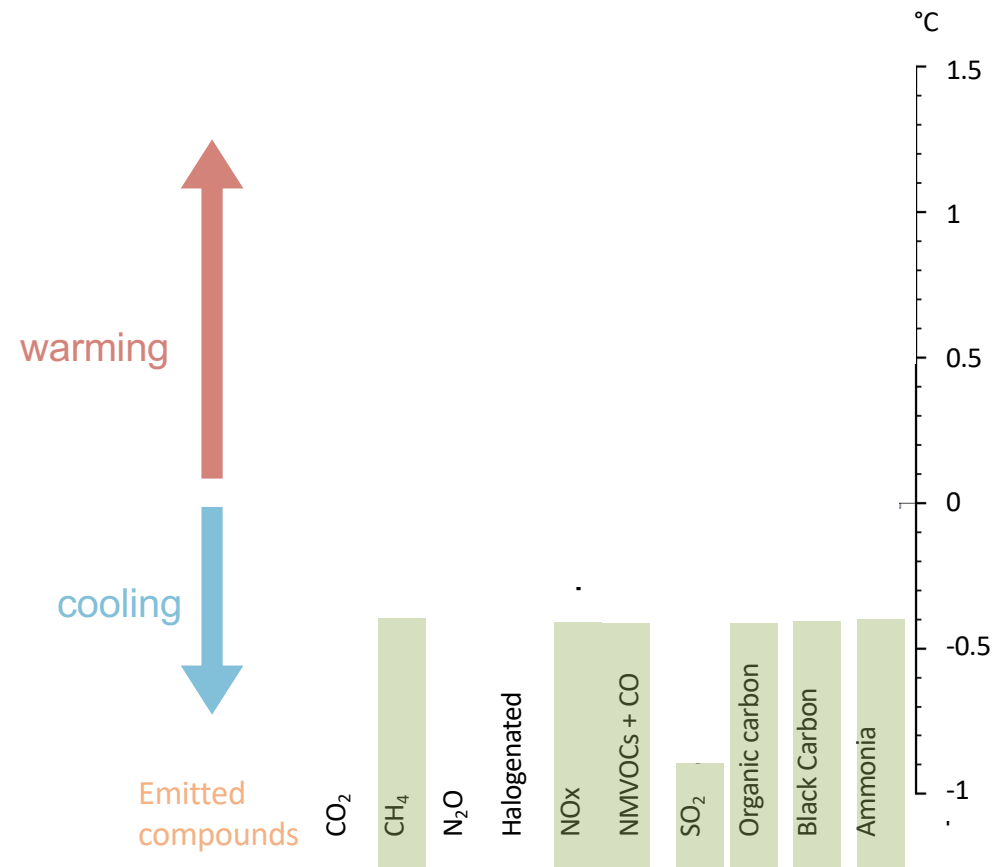 °C
1.5
1
warming
0.5
0
cooling
-0.5
-1
Emitted
compounds
CO₂
CH₄
N₂O
Halogenated
NOx
NMVOCs + CO
SO₂
Organic carbon
Black Carbon
Ammonia